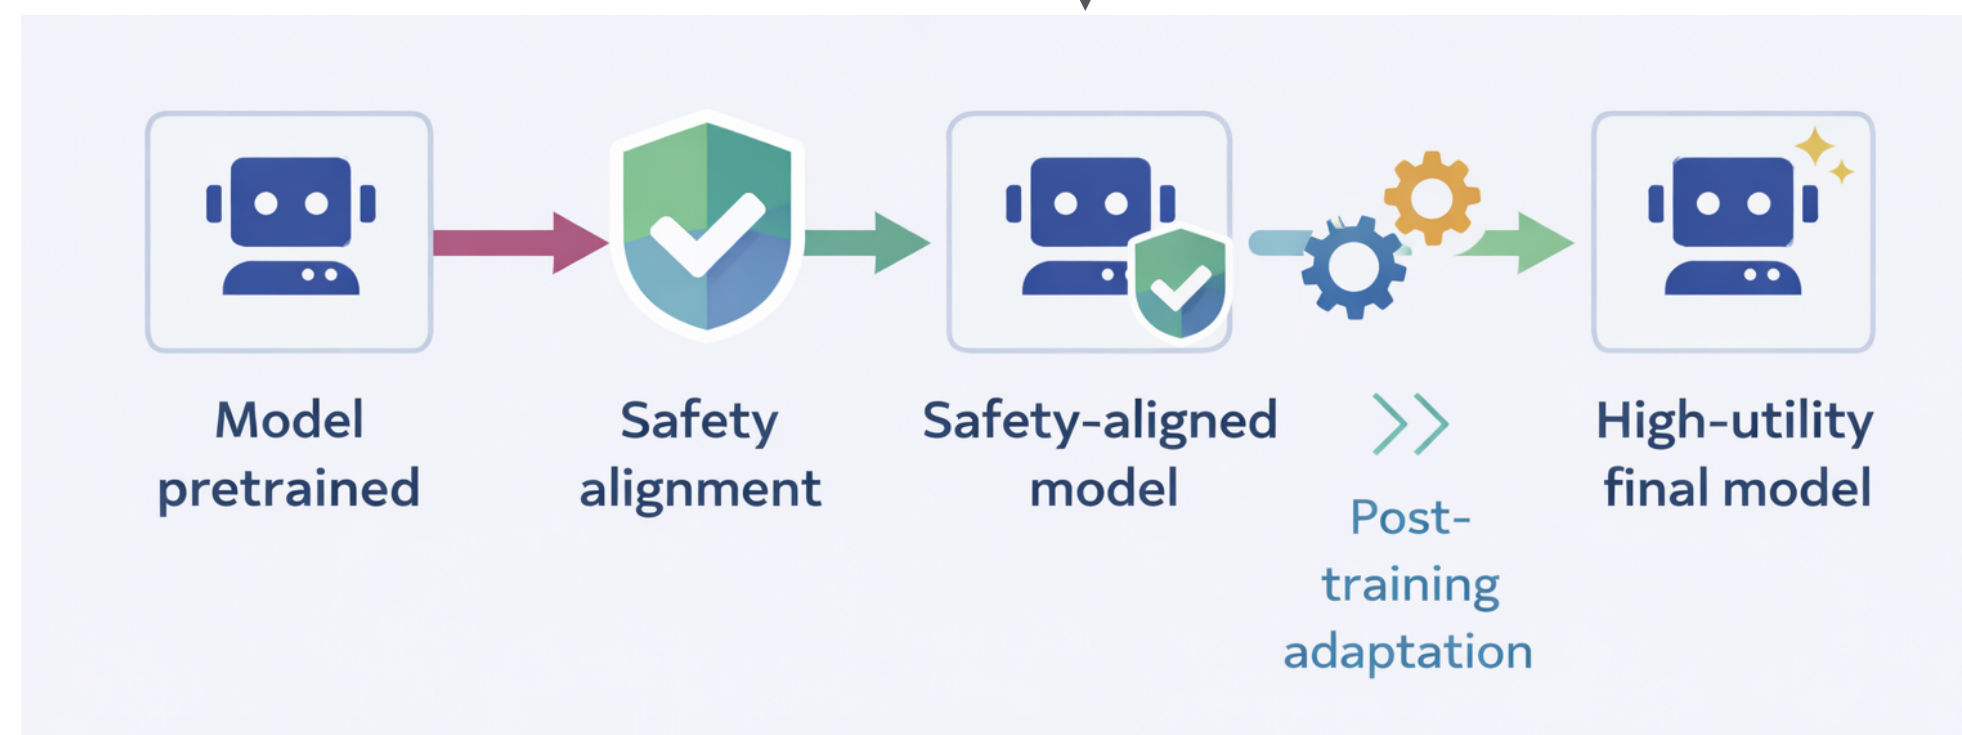 Model
pretrained
Safety
alignment
Safety-aligned
model
Post-
training
adaptation
High-utility
final model